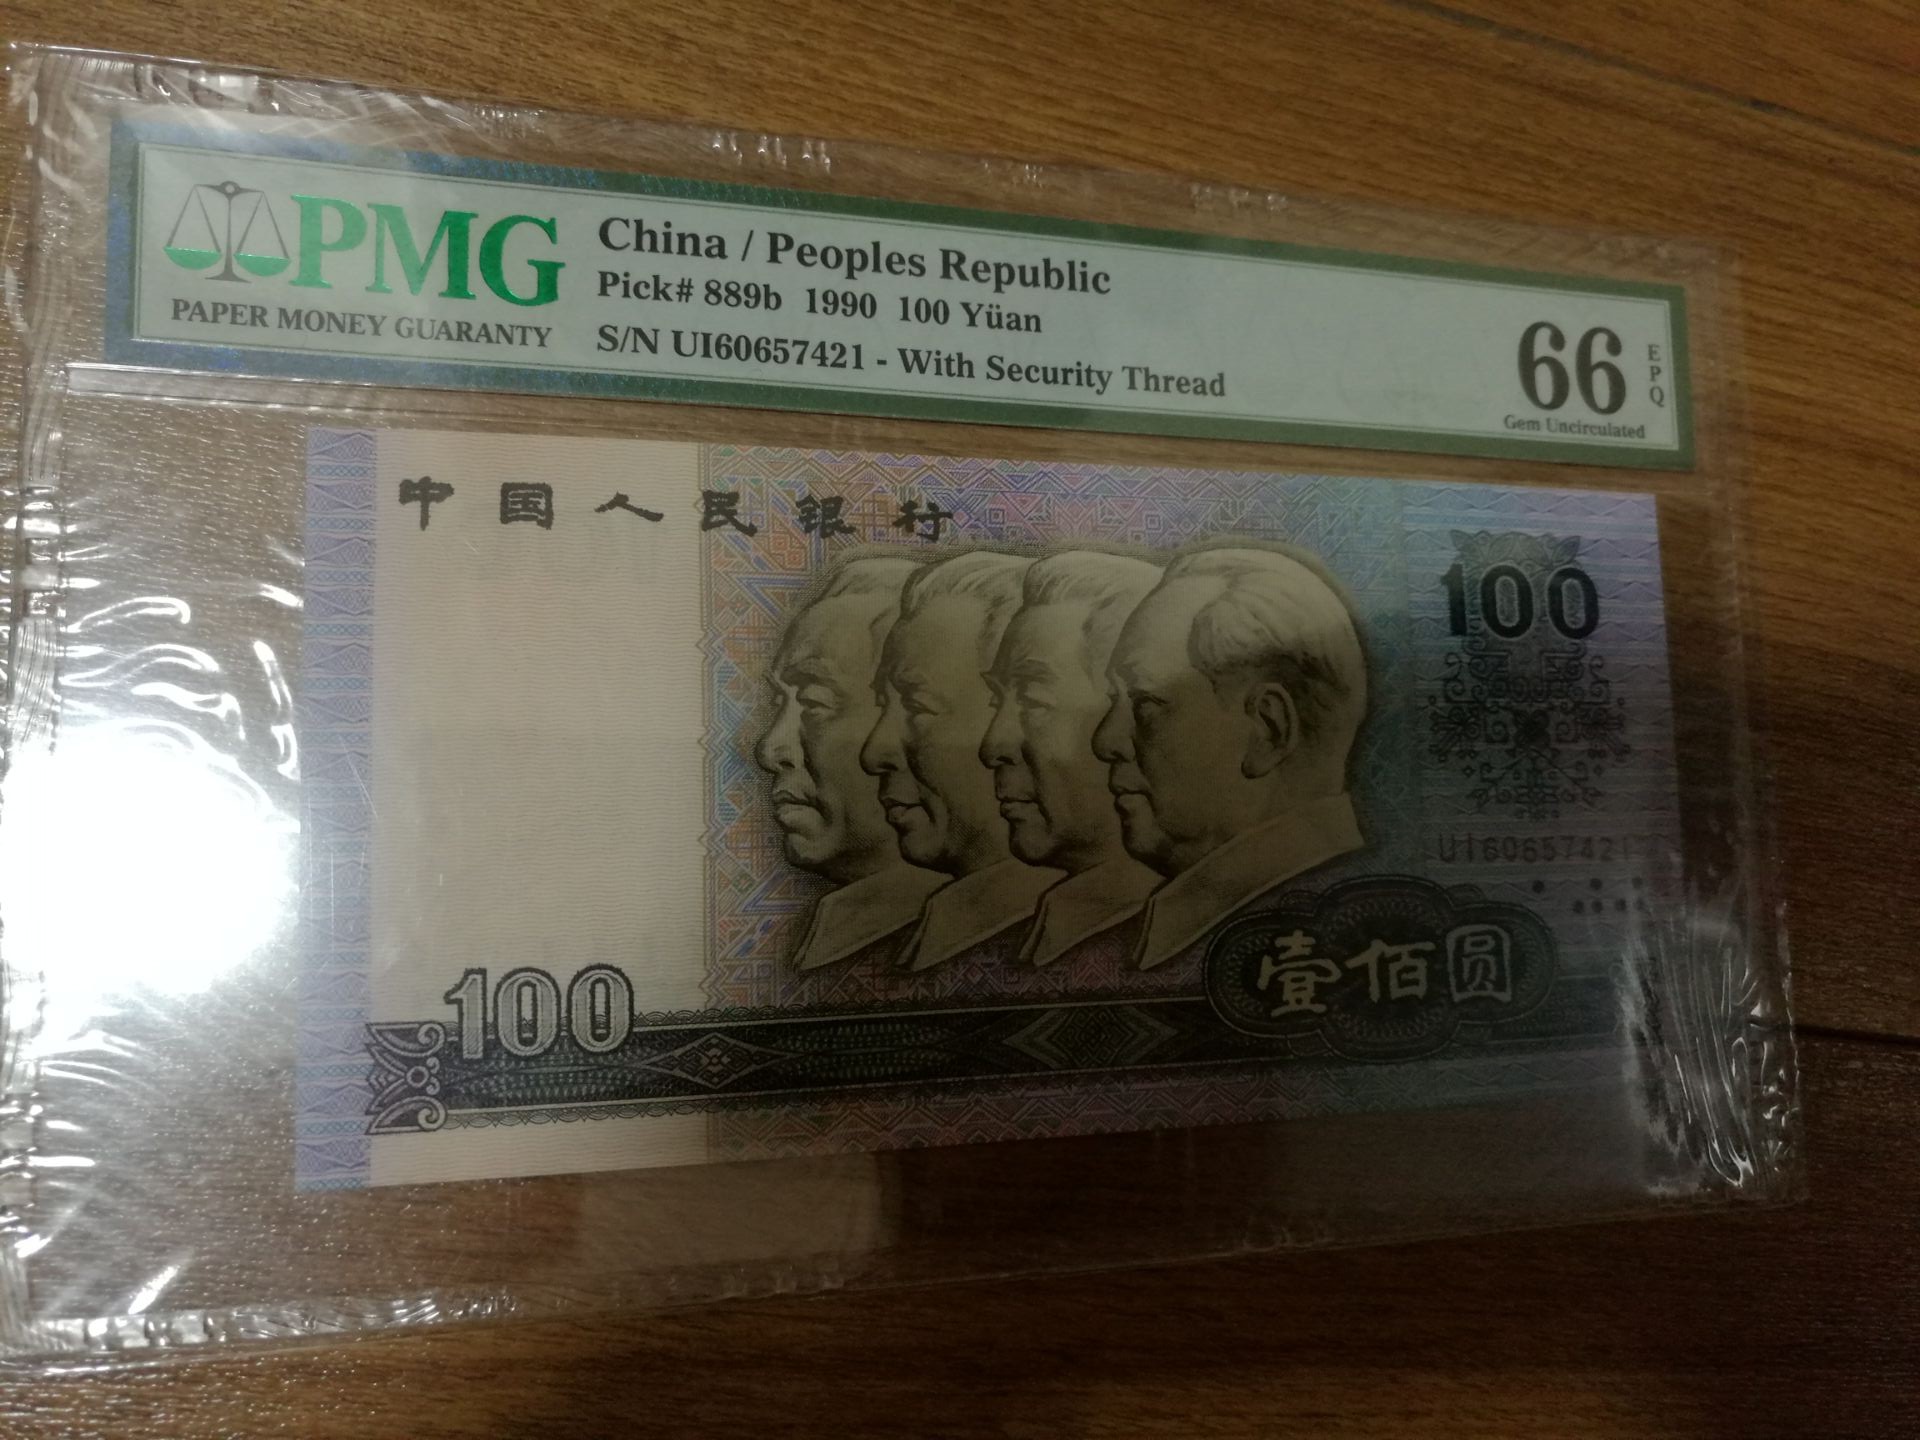 PMG
PAPER MONEY GUARANTY
China / Peoples Republic
Pick# 889b 1990 100 Yüan
S/N UI60657421 - With Security Thread
66
EPQ
Gem Uncirculated
中国人民银行
100
UI60657421
100
壹佰圆